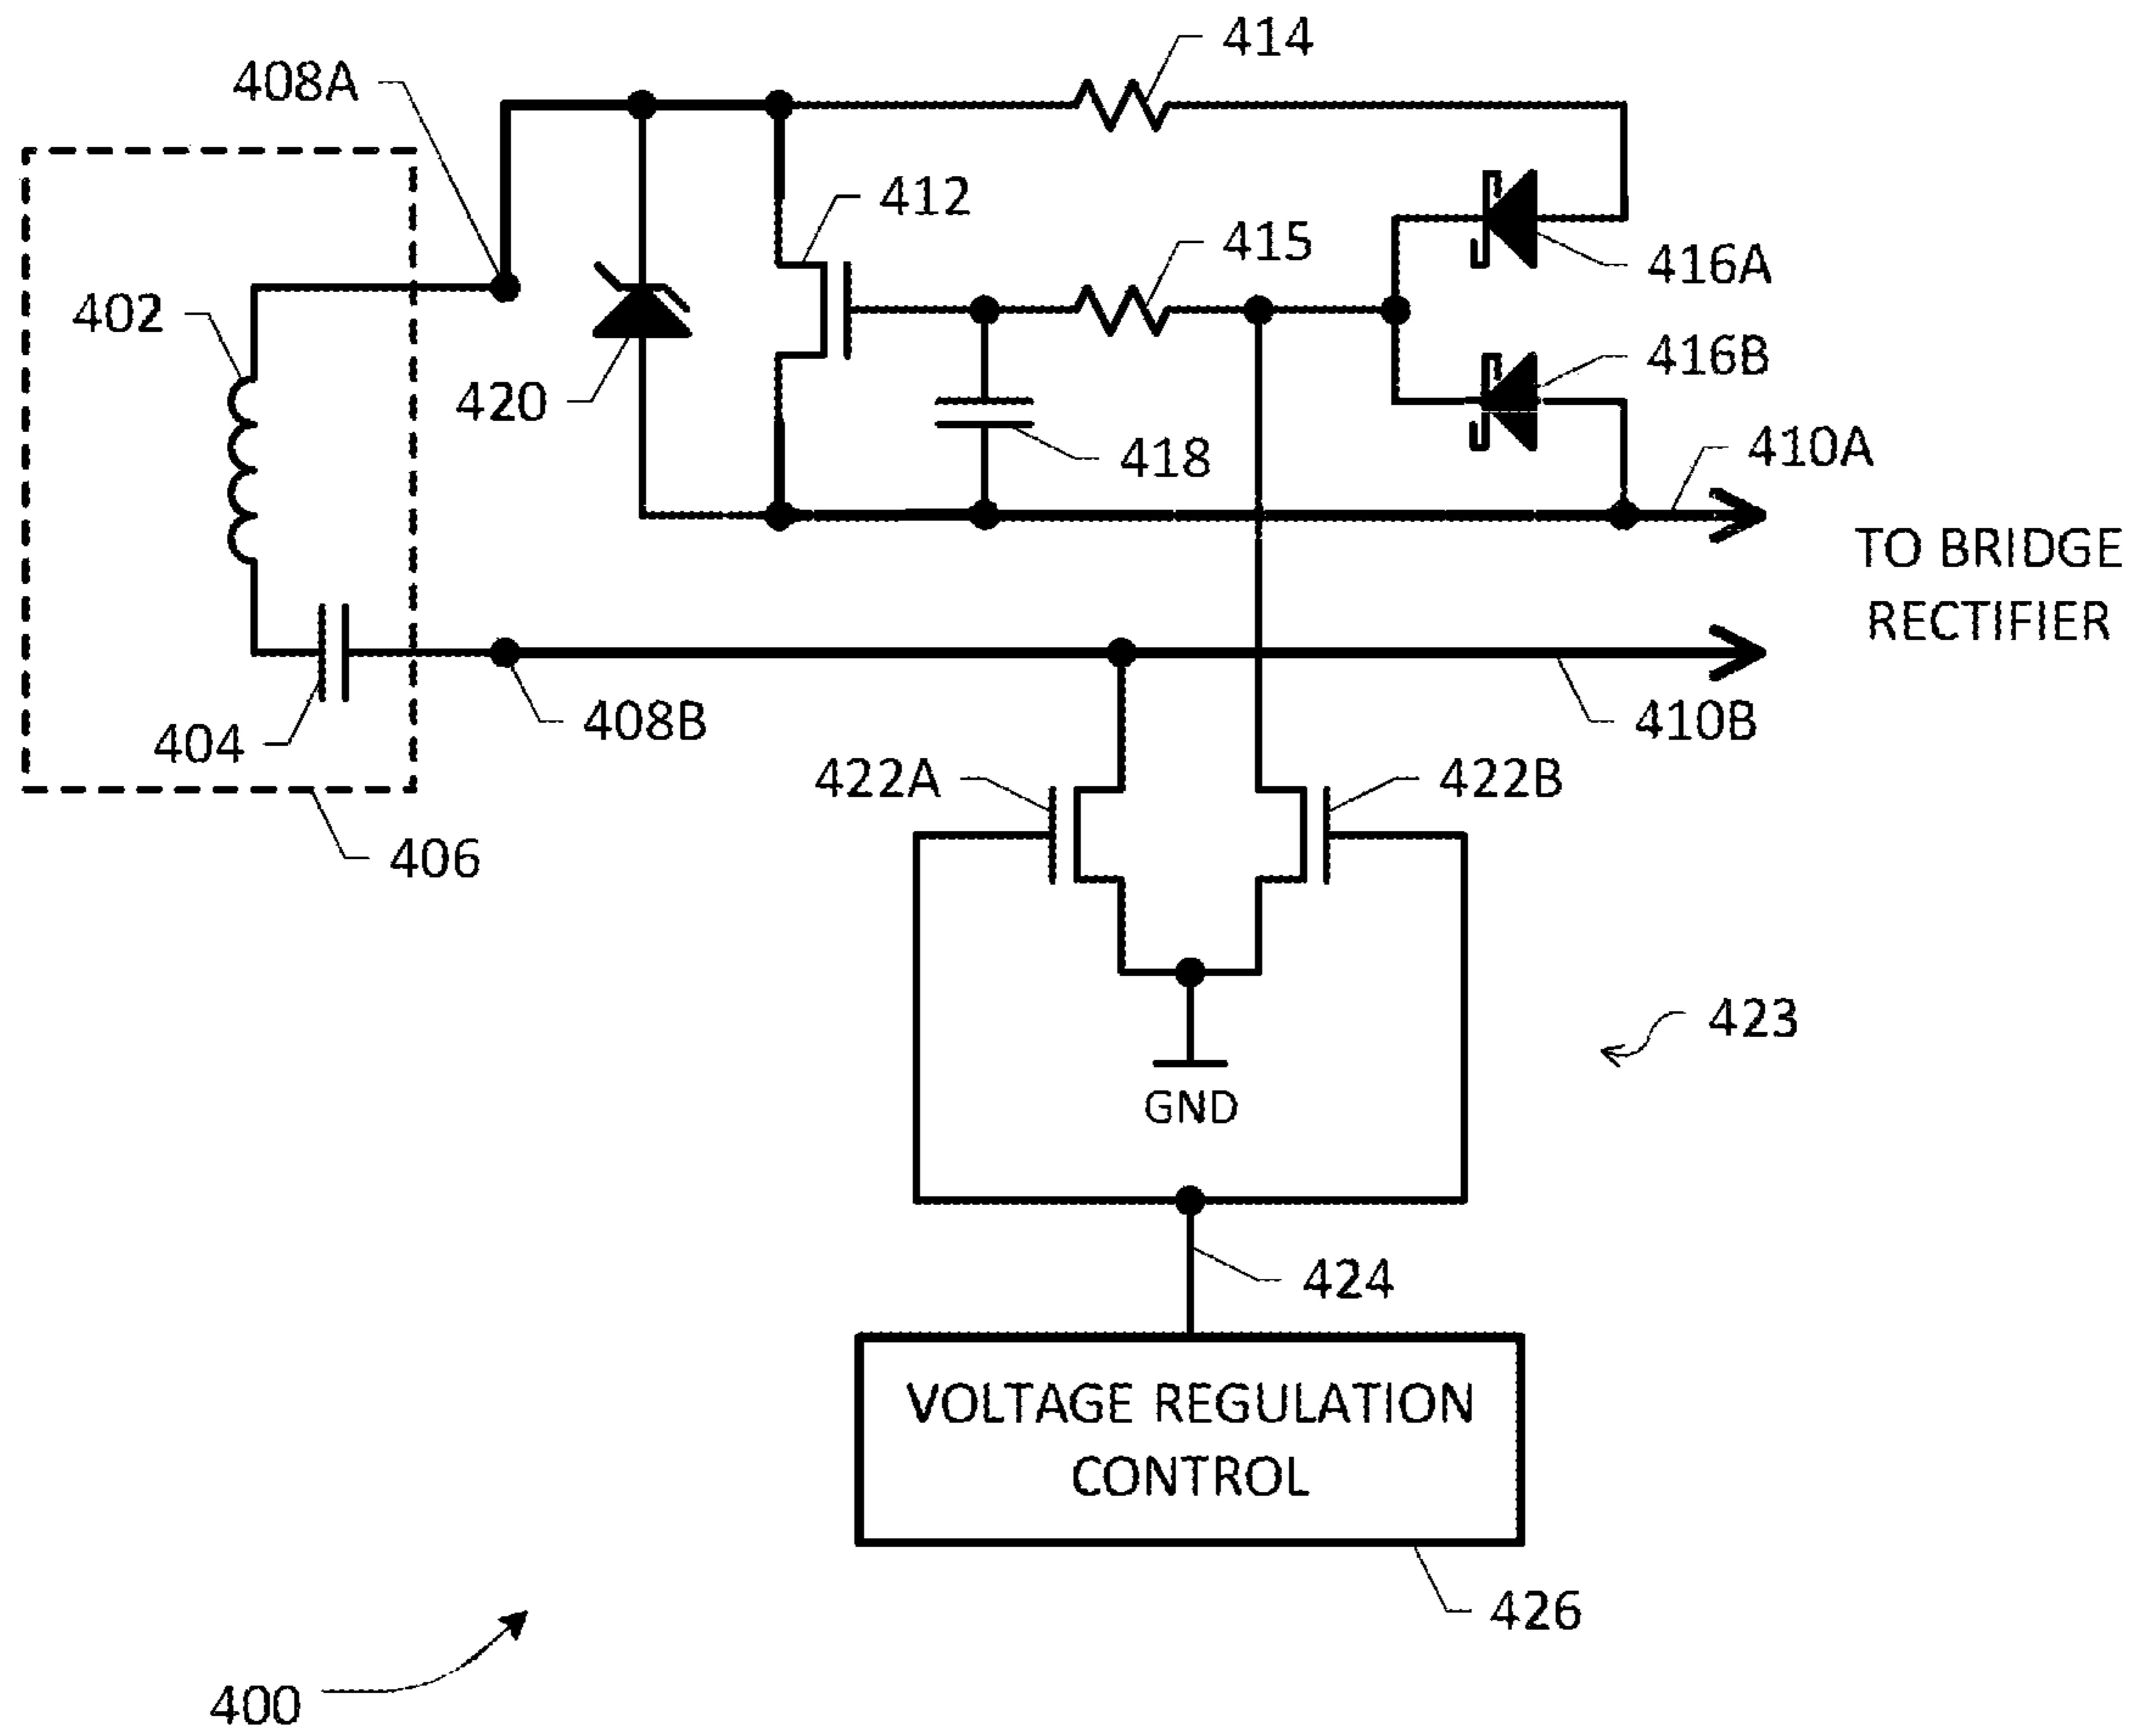 414
408A
412
402
415
416A
416B
420
418
410A
TO BRIDGE
RECTIFIER
404
408B
410B
422A
422B
406
423
GND
424
VOLTAGE REGULATION
CONTROL
426
400